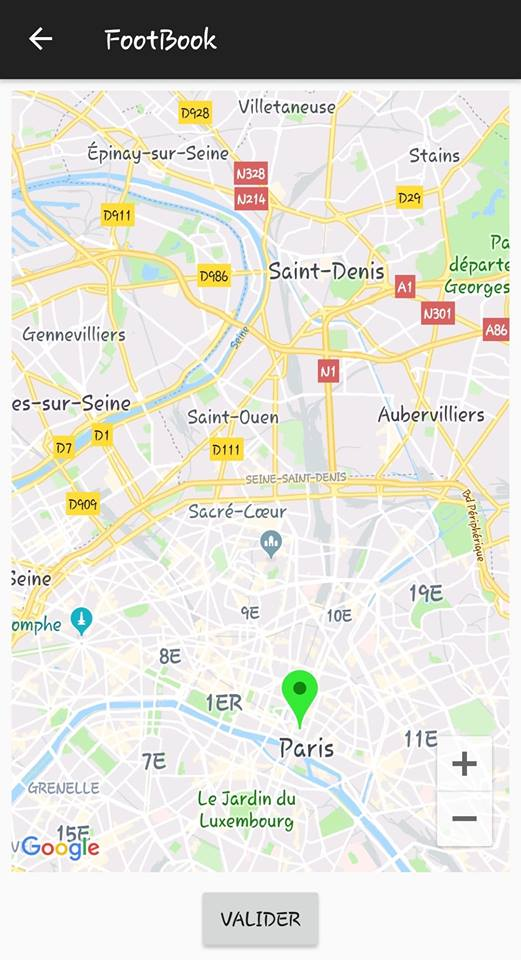 FootBook
D928
Villetaneuse
Épinay-sur-Seine
Stains
N328
N214
D29
D911
Pa
départe
Georges
Saint-Denis
D986
A1
N301
A86
Gennevilliers
Seine
N1
es-sur-Seine
Saint-Ouen
Aubervilliers
D1
D7
D111
SEINE-SAINT-DENIS
D909
Sacré-Cœur
Bd Périphérique
Seine
19E
9E
10E
omphe
8E
1ER
11E
Paris
7E
GRENELLE
Le Jardin du
Luxembourg
15E
Google
VALIDER